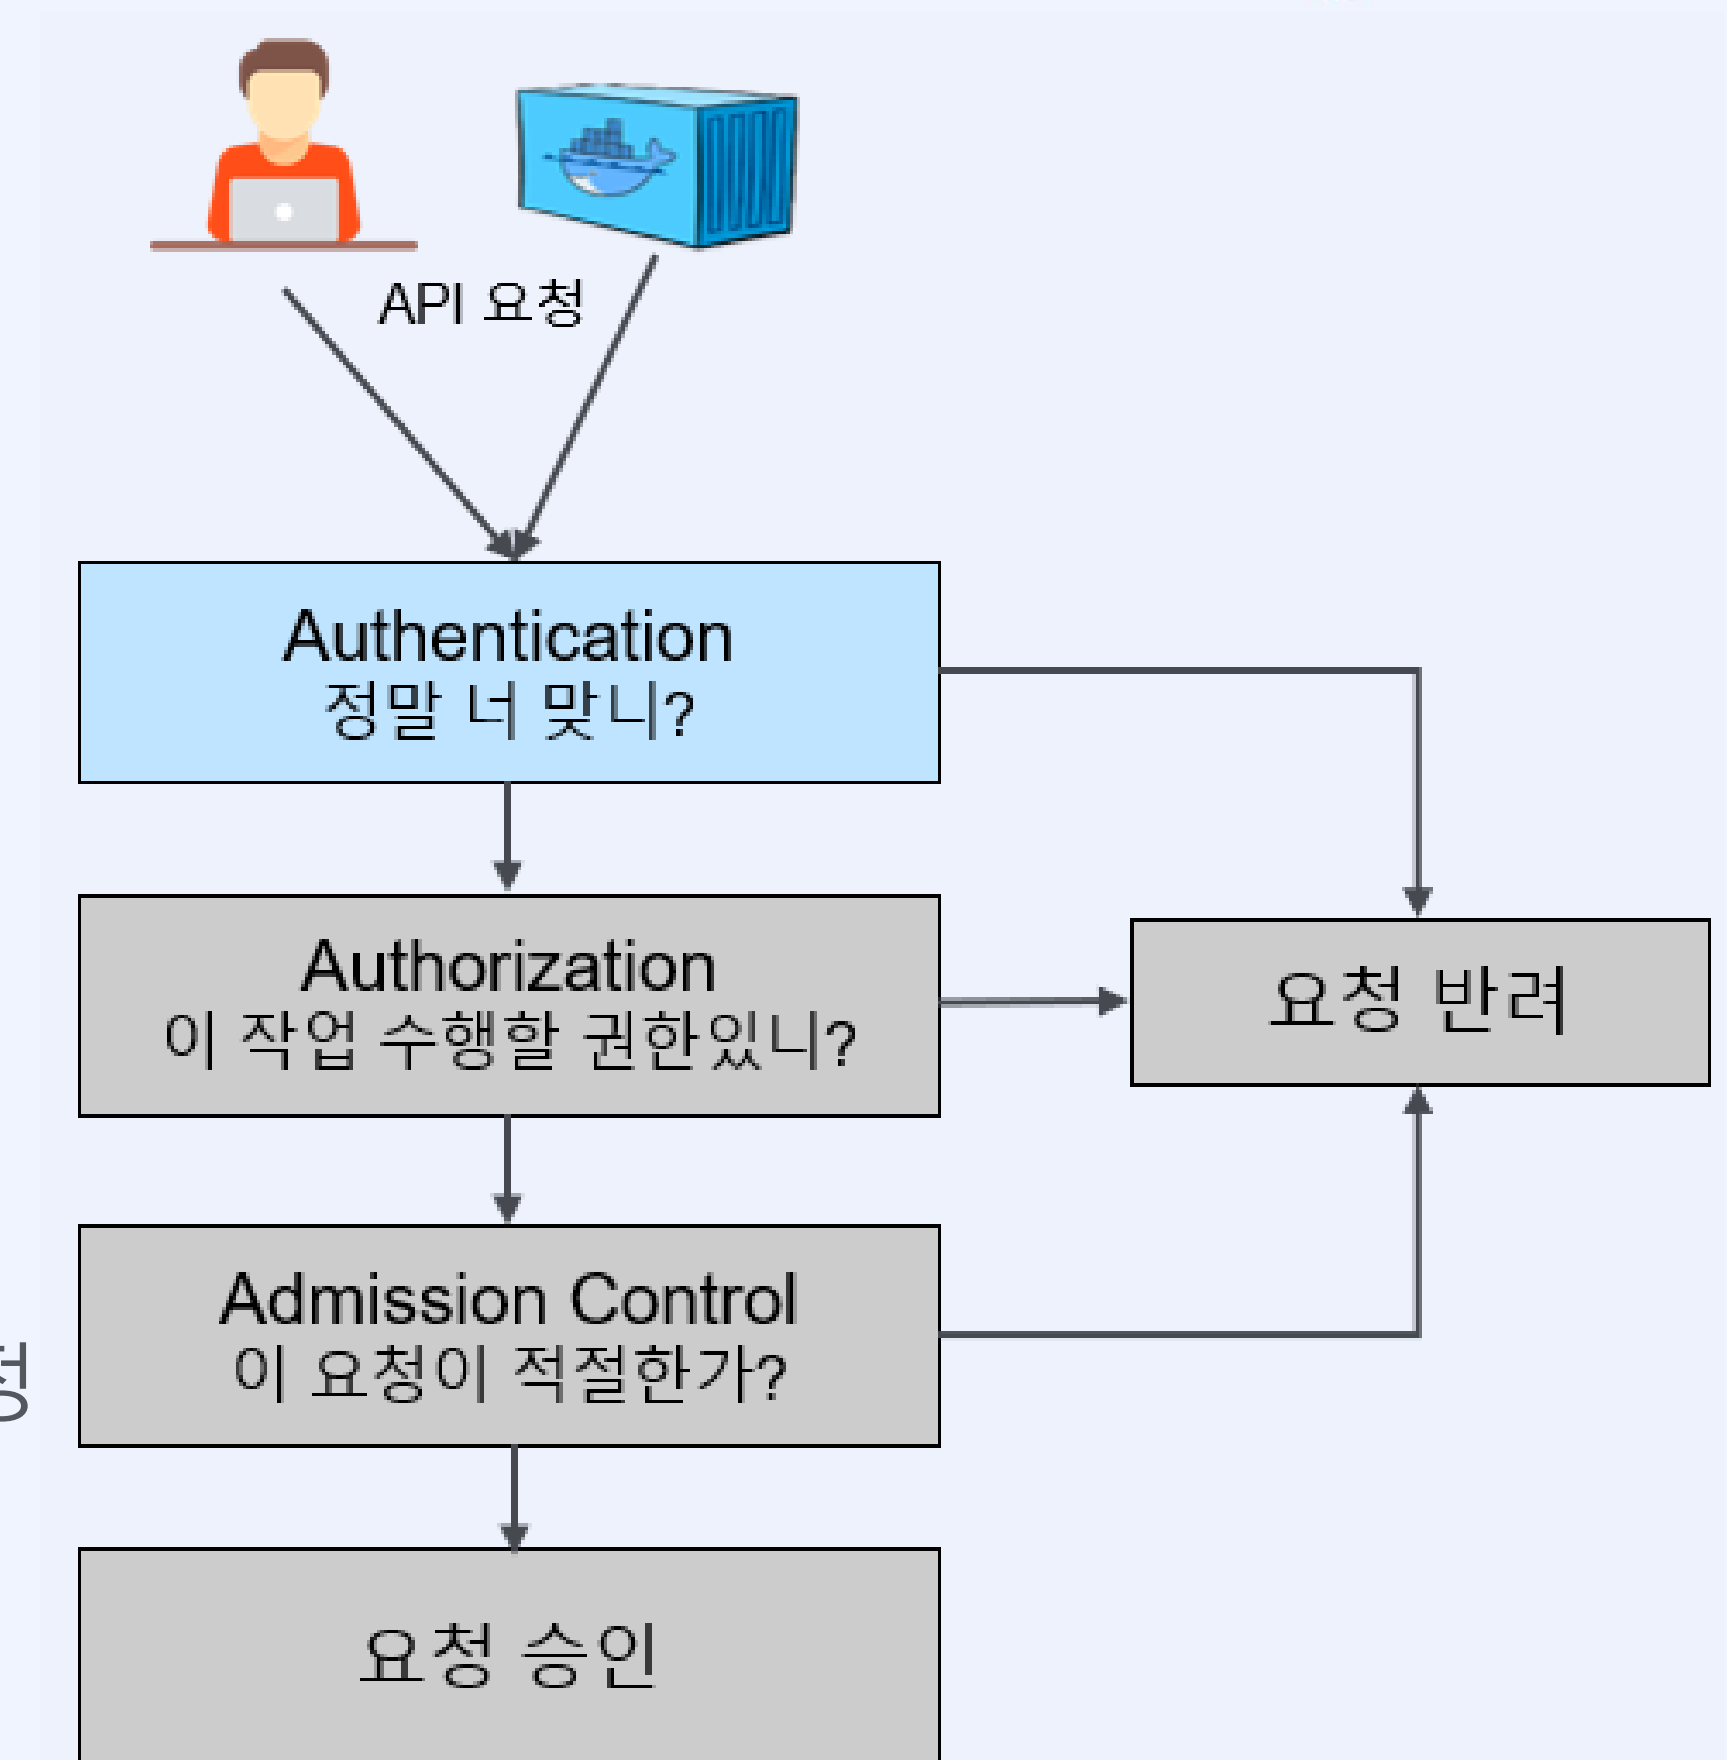 API 요청
Authentication
정말 너 맞니?
Authorization
이 작업 수행할 권한있니?
요청 반려
Admission Control
이 요청이 적절한가?
요청 승인